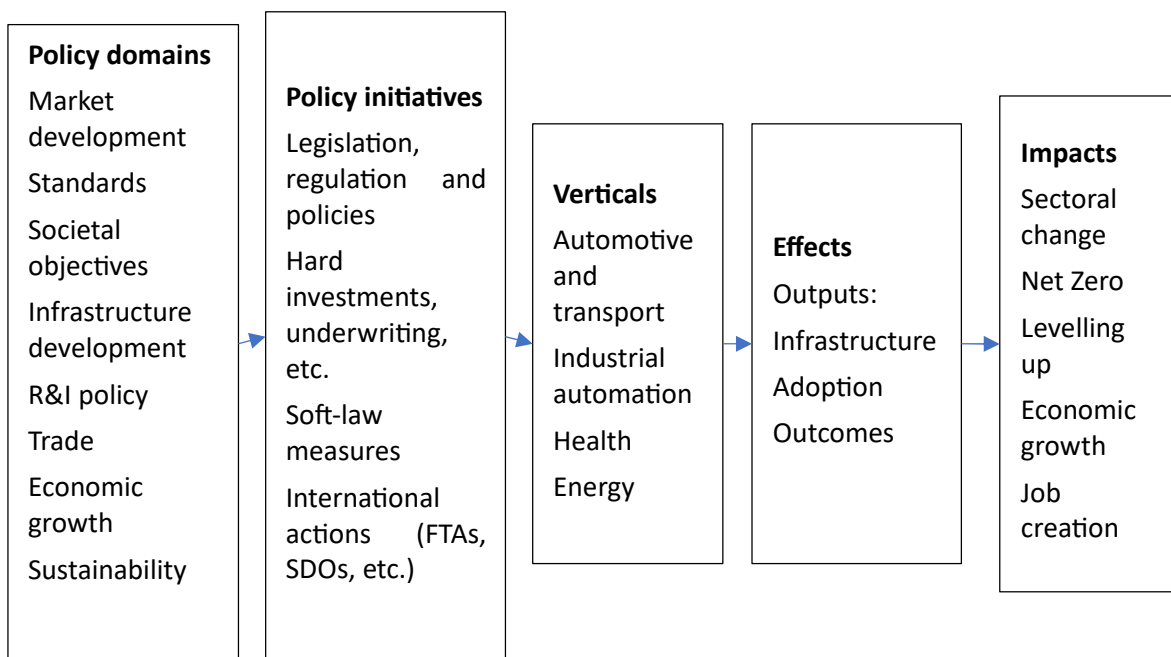 Policy domains
Market
development
Standards
Societal
objectives
Infrastructure
development
R&I policy
Trade
Economic
growth
Sustainability
Policy initiatives
Legislation,
regulation and
policies
Hard
investments,
underwriting,
etc.
Soft-law
measures
International
actions (FTAs,
SDOs, etc.)
Verticals
Automotive
and
transport
Industrial
automation
Health
Energy
Effects
Outputs:
Infrastructure
Adoption
Outcomes
Impacts
Sectoral
change
Net Zero
Levelling
up
Economic
growth
Job
creation